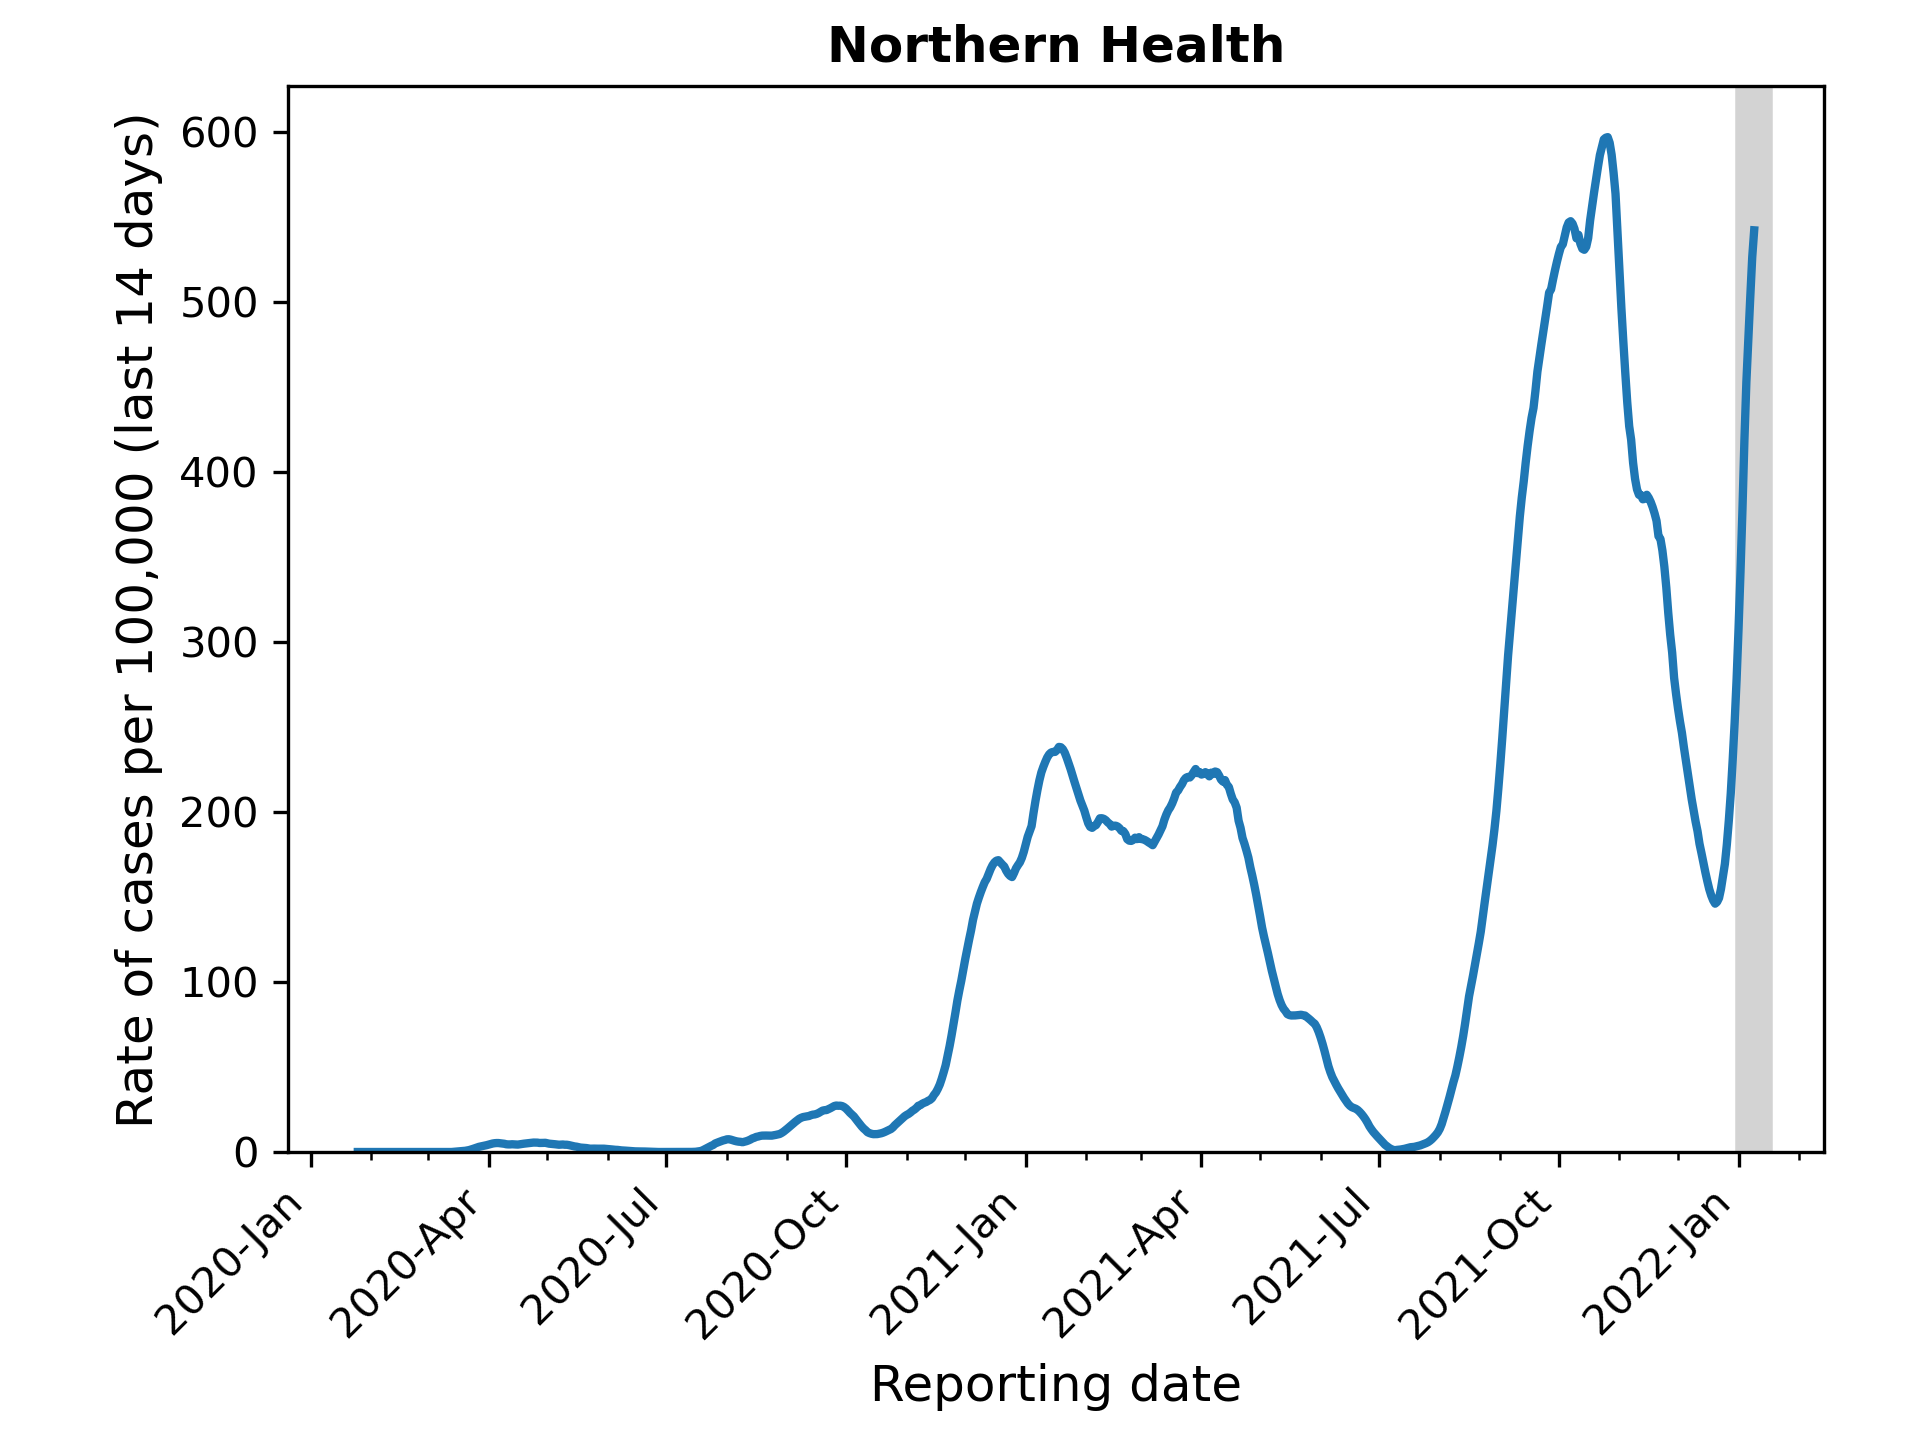 Northern Health
Rate of cases per 100,000 (last 14 days)
600
500
400
300
200
100
0
2020-Jan
2020-Apr
2020-Jul
2020-Oct
2021-Jan
2021-Apr
2021-Jul
2021-Oct
2022-Jan
Reporting date